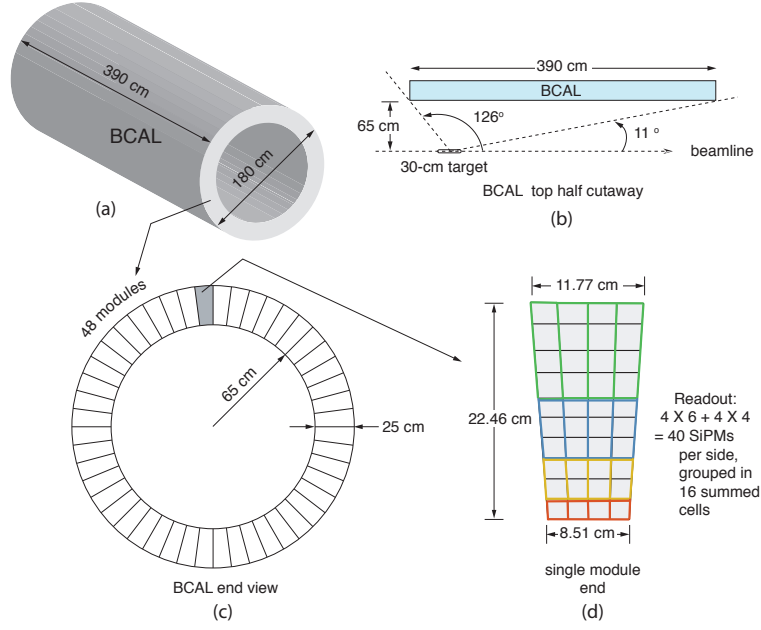 390 cm
BCAL
180 cm
(a)
390 cm
BCAL
65 cm
126°
11 °
30-cm target
beamline
BCAL top half cutaway
(b)
48 modules
65 cm
25 cm
BCAL end view
(c)
11.77 cm
22.46 cm
8.51 cm
single module
end
(d)
Readout:
4 X 6 + 4 X 4
= 40 SiPMs
per side,
grouped in
16 summed
cells